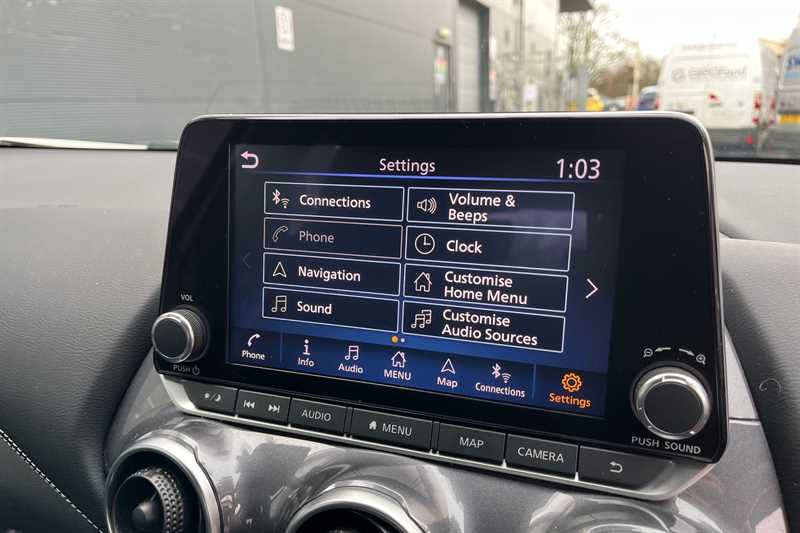 Settings
1:03
Connections
Volume &
Beeps
Phone
Clock
Navigation
Customise
Home Menu
Sound
Customise
Audio Sources
Phone
Info
Audio
MENU
Map
Connections
Settings
VOL
PUSH
PUSH SOUND
AUDIO
MENU
MAP
CAMERA